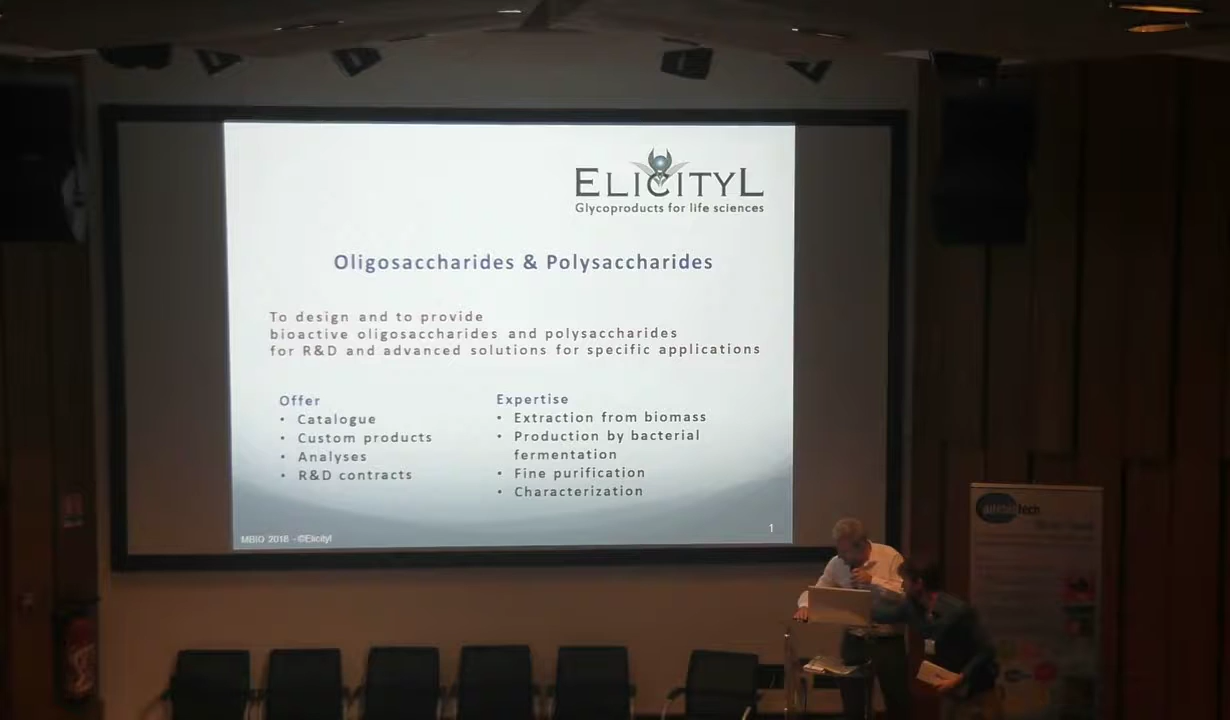 ELICITYL
Glycoproducts for life sciences
Oligosaccharides & Polysaccharides
To design and to provide
bioactive oligosaccharides and polysaccharides
for R&D and advanced solutions for specific applications
Offer
• Catalogue
• Custom products
• Analyses
• R&D contracts
Expertise
• Extraction from biomass
• Production by bacterial
fermentation
• Fine purification
• Characterization
MBIO 2018 - ©Elicityl
1